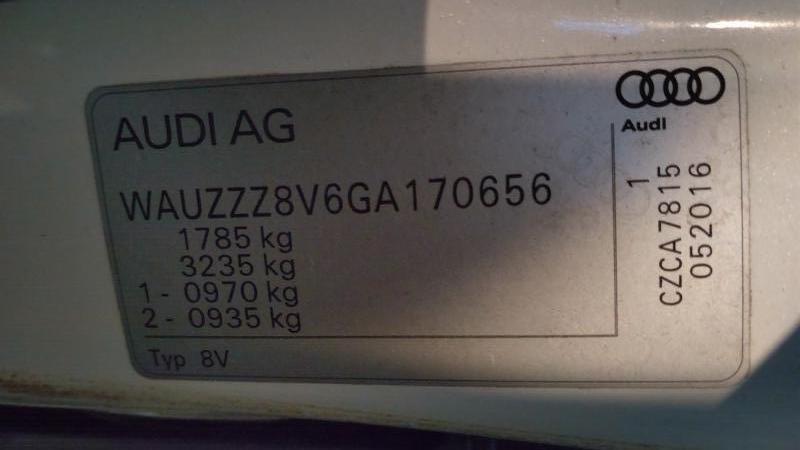 AUDI AG
Audi
WAUZZZ8V6GA170656
1785 kg
3235 kg
1 - 0970 kg
2 - 0935 kg
Typ 8V
1
CZCA7815
052016